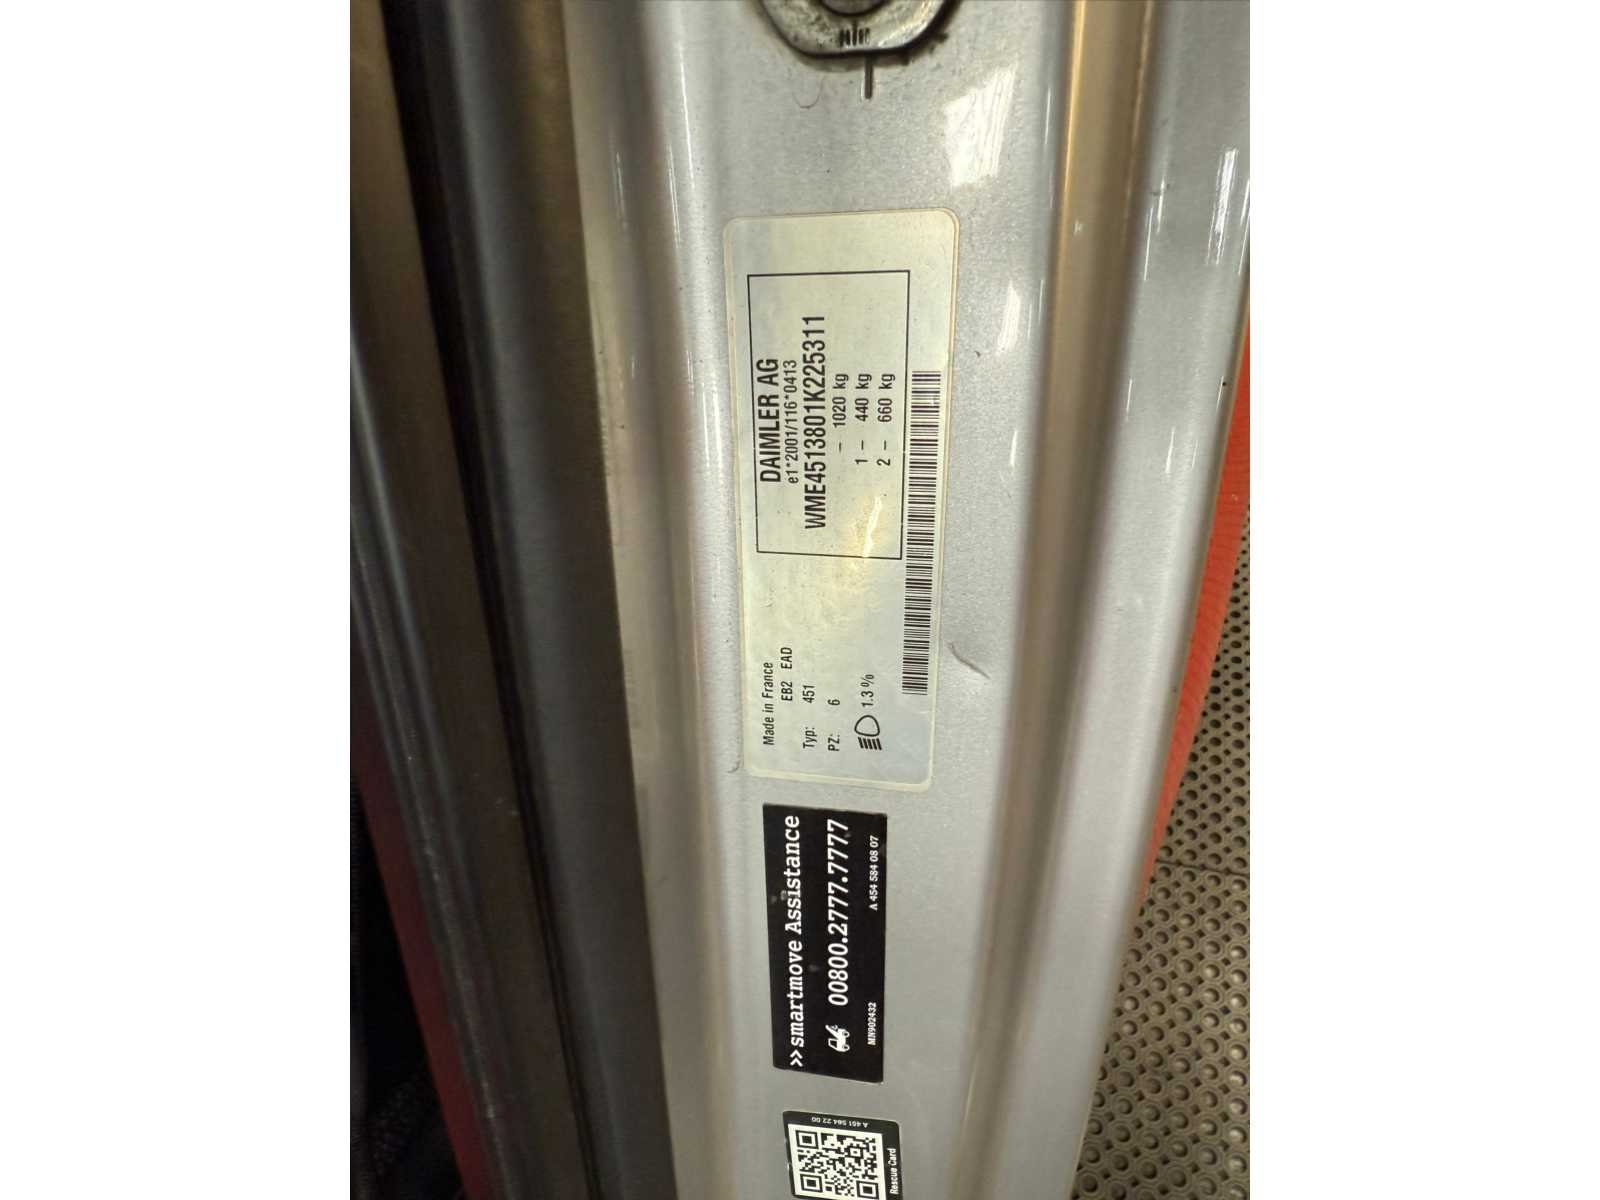 DAIMLER AG
e1*2001/116*0413
WME4513801K225311
– 1020 kg
1 – 440 kg
2 – 660 kg
Made in France
EB2 EAD
Typ: 451
PZ: 6
1.3 %
>>smartmove Assistance
00800.2777.7777
MN902432 A 454 584 08 07
A 451 584 22 00
Rescue Card